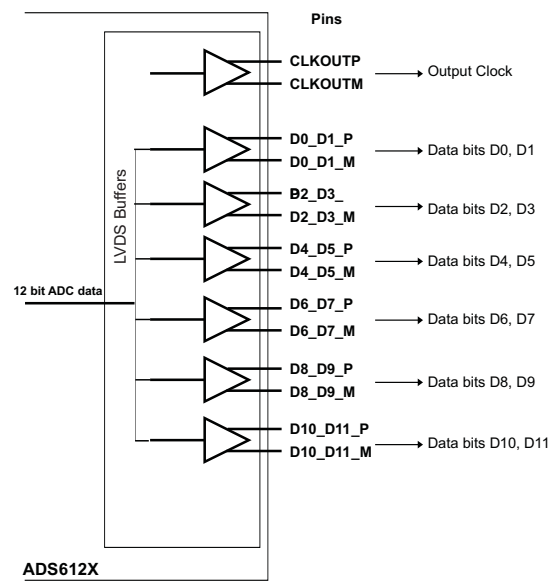 Pins
CLKOUTP
CLKOUTM
Output Clock
D0_D1_P
D0_D1_M
Data bits D0, D1
D2_D3_
D2_D3_M
Data bits D2, D3
D4_D5_P
D4_D5_M
Data bits D4, D5
12 bit ADC data
LVDS Buffers
D6_D7_P
D6_D7_M
Data bits D6, D7
D8_D9_P
D8_D9_M
Data bits D8, D9
D10_D11_P
D10_D11_M
Data bits D10, D11
ADS612X